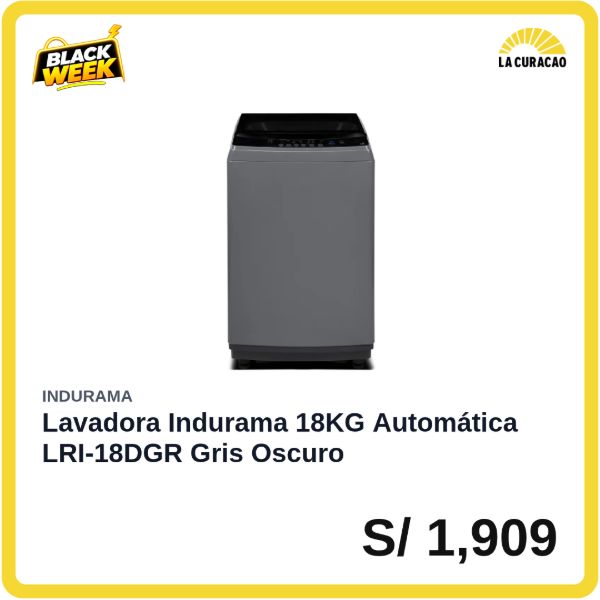 BLACK
WEEK
LA CURACAO
INDURAMA
Lavadora Indurama 18KG Automática
LRI-18DGR Gris Oscuro
S/ 1,909